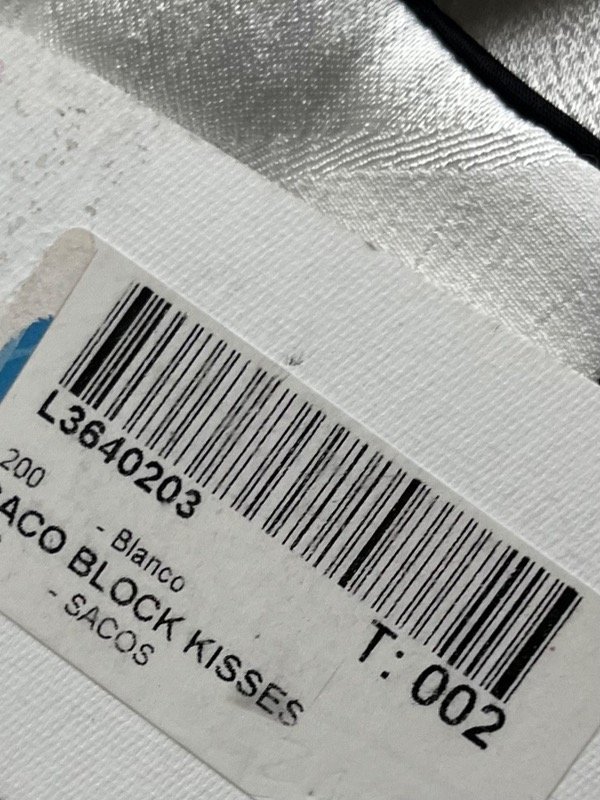 L3640203
T: 002
200 - Blanco
SACO BLOCK KISSES
- SACOS